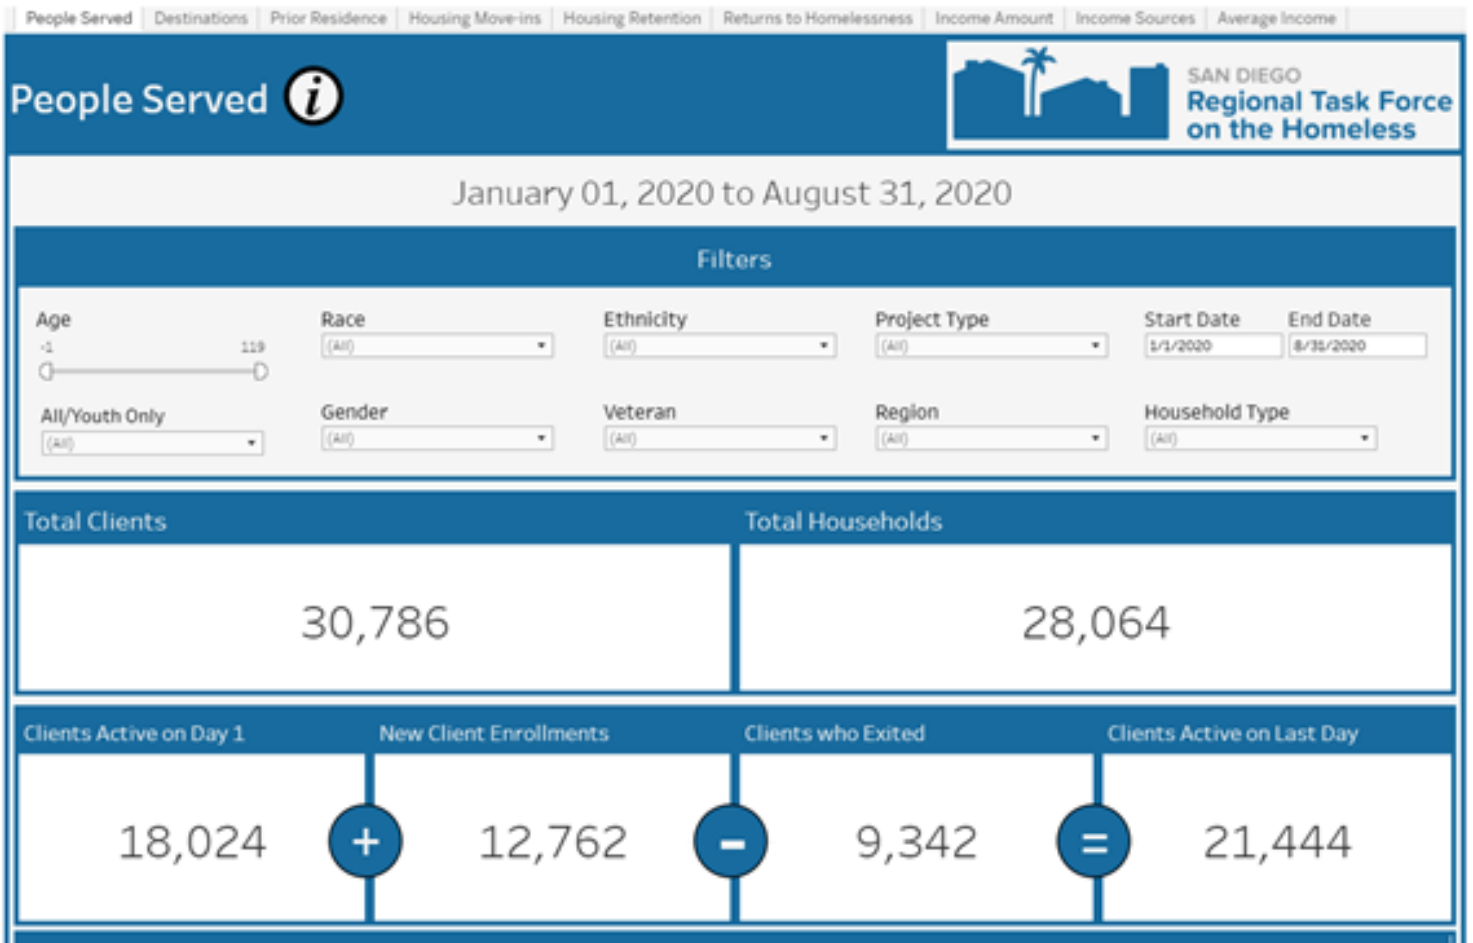 People Served Destinations Prior Residence Housing Move-ins Housing Retention Returns to Homelessness Income Amount Income Sources Average Income
People Served i
SAN DIEGO
Regional Task Force
on the Homeless
January 01, 2020 to August 31, 2020
Filters
Age Race Ethnicity Project Type Start Date End Date
-1 119 (All) (All) (All) 1/1/2020 8/31/2020
All/Youth Only Gender Veteran Region Household Type
(All) (All) (All) (All) (All)
Total Clients Total Households
30,786 28,064
Clients Active on Day 1 New Client Enrollments Clients who Exited Clients Active on Last Day
18,024 + 12,762 - 9,342 = 21,444